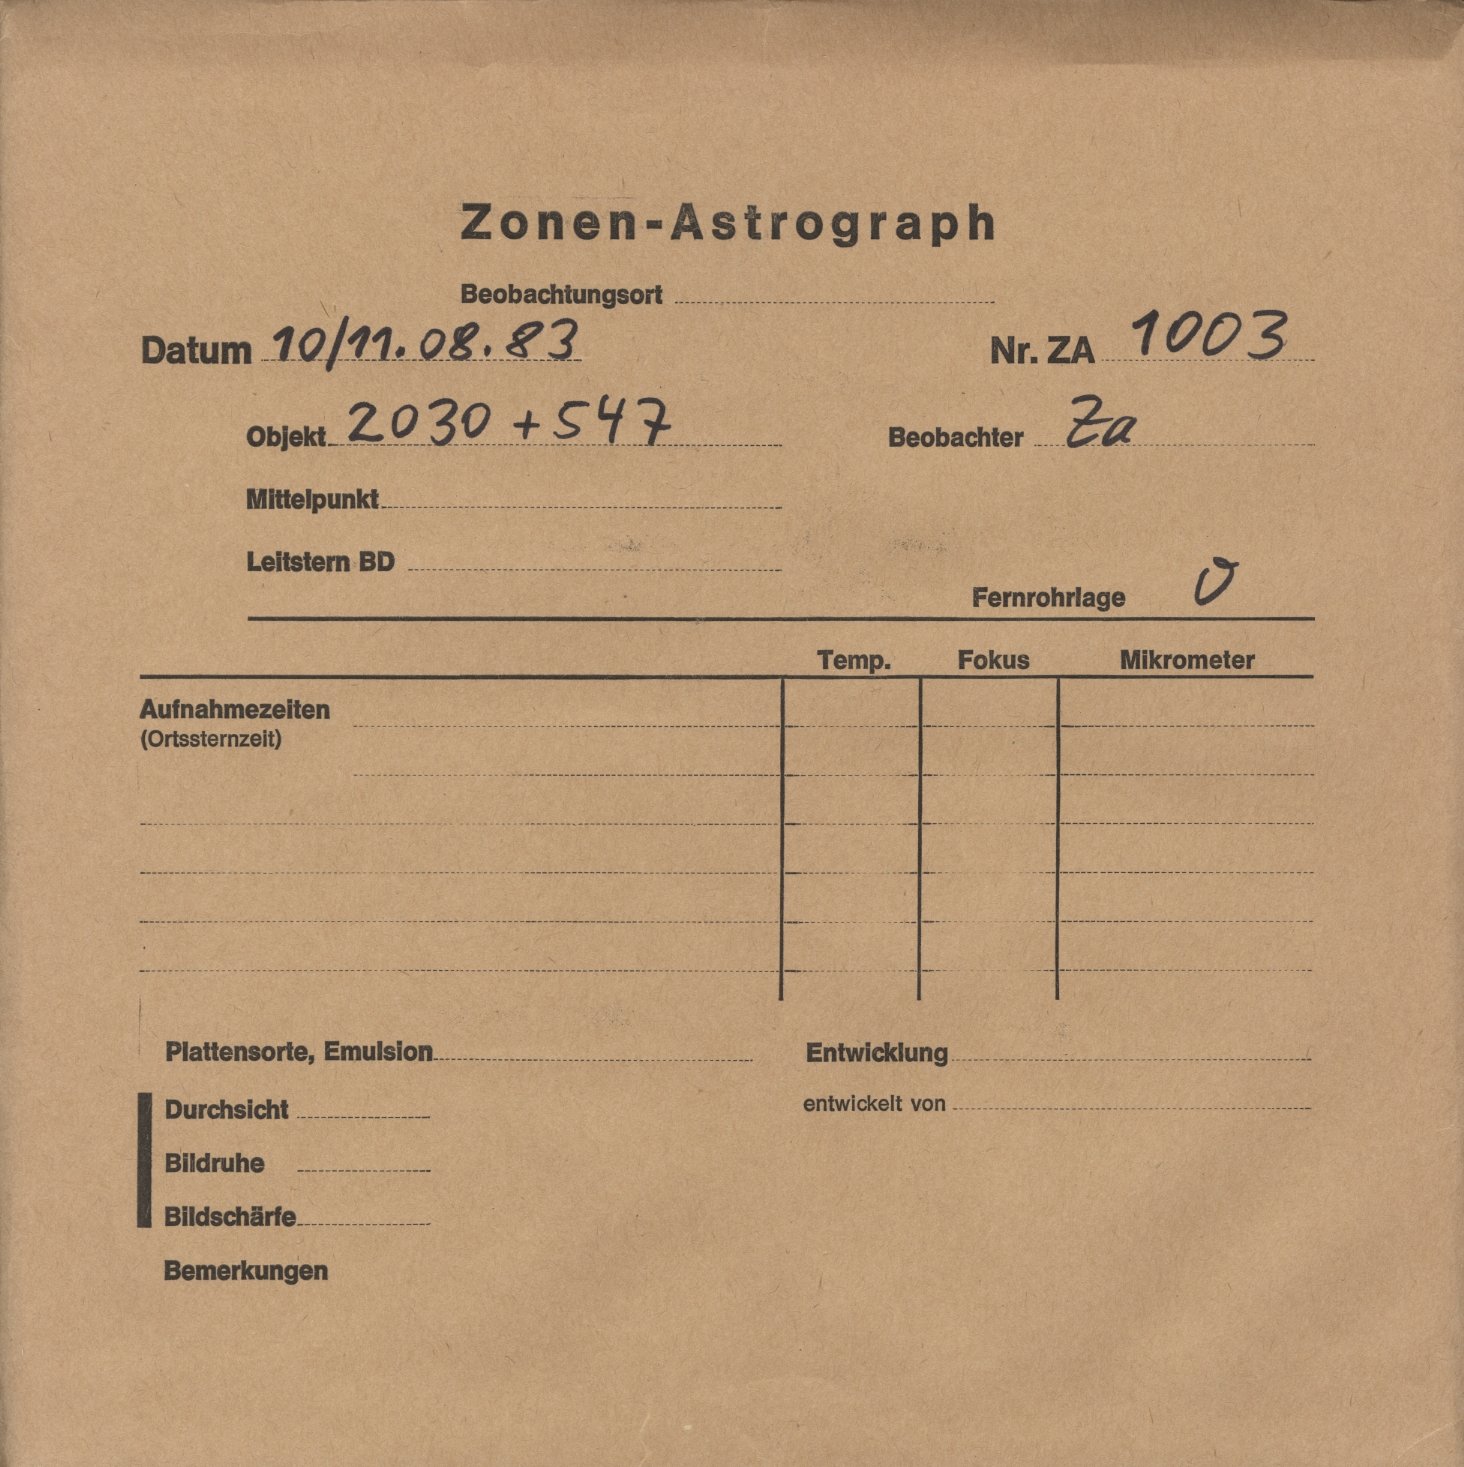 Zonen-Astrograph
Beobachtungsort
Datum 10/11.08.83 Nr. ZA 1003
Objekt 2030 + 547 Beobachter Za
Mittelpunkt
Leitstern BD
Fernrohrlage O
Temp. Fokus Mikrometer
Aufnahmezeiten
(Ortssternzeit)
Plattensorte, Emulsion Entwicklung
Durchsicht entwickelt von
Bildruhe
Bildschärfe
Bemerkungen